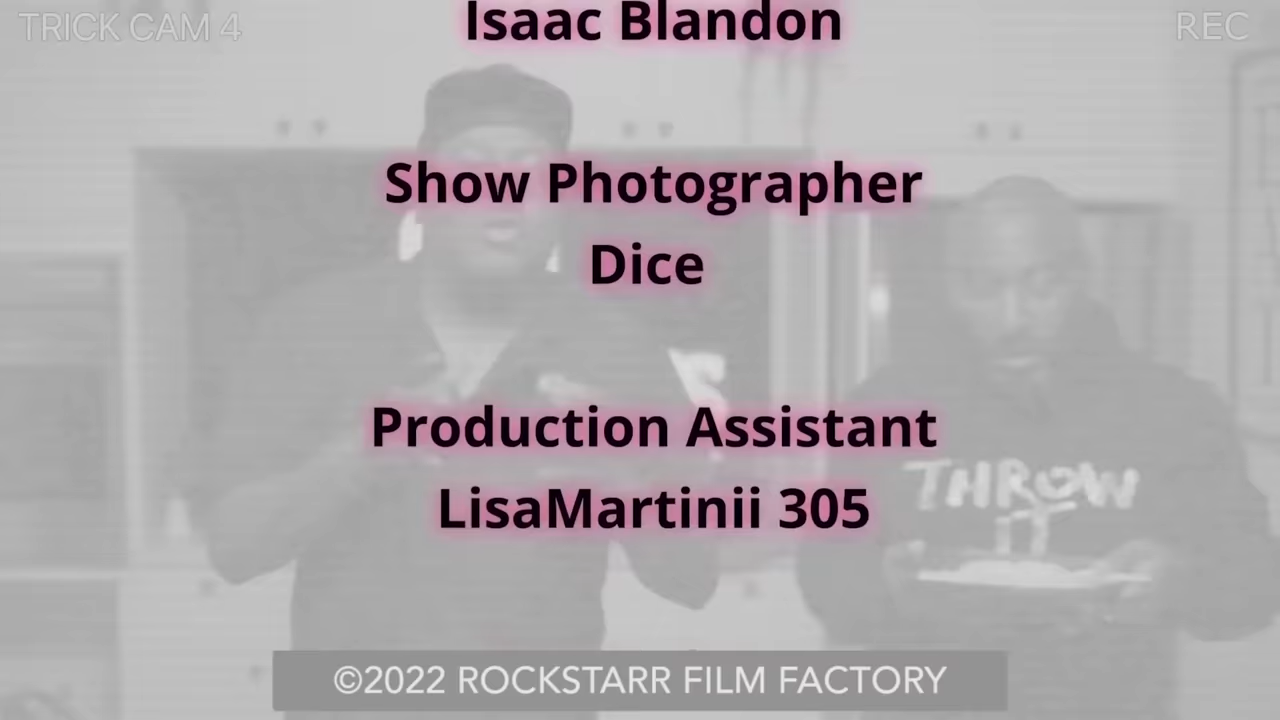 TRICK CAM 4
REC
Isaac Blandon
Show Photographer
Dice
Production Assistant
LisaMartinii 305
THROW
IT
©2022 ROCKSTARR FILM FACTORY